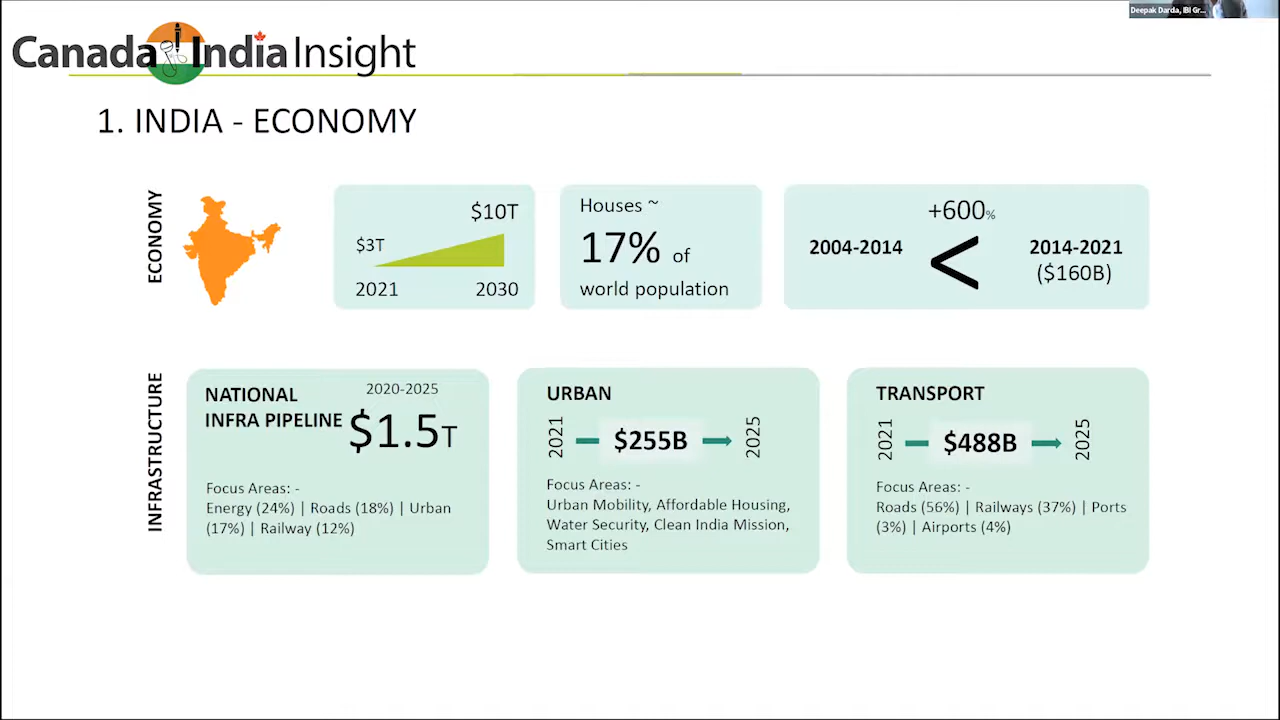 Deepak Darda, IBI Gr...
Canada India Insight
1. INDIA - ECONOMY
ECONOMY
$3T
$10T
2021
2030
Houses ~
17% of
world population
+600%
2004-2014
<
2014-2021
($160B)
INFRASTRUCTURE
NATIONAL
INFRA PIPELINE
2020-2025
$1.5T
Focus Areas: -
Energy (24%) | Roads (18%) | Urban
(17%) | Railway (12%)
URBAN
2021
$255B
2025
Focus Areas: -
Urban Mobility, Affordable Housing,
Water Security, Clean India Mission,
Smart Cities
TRANSPORT
2021
$488B
2025
Focus Areas: -
Roads (56%) | Railways (37%) | Ports
(3%) | Airports (4%)